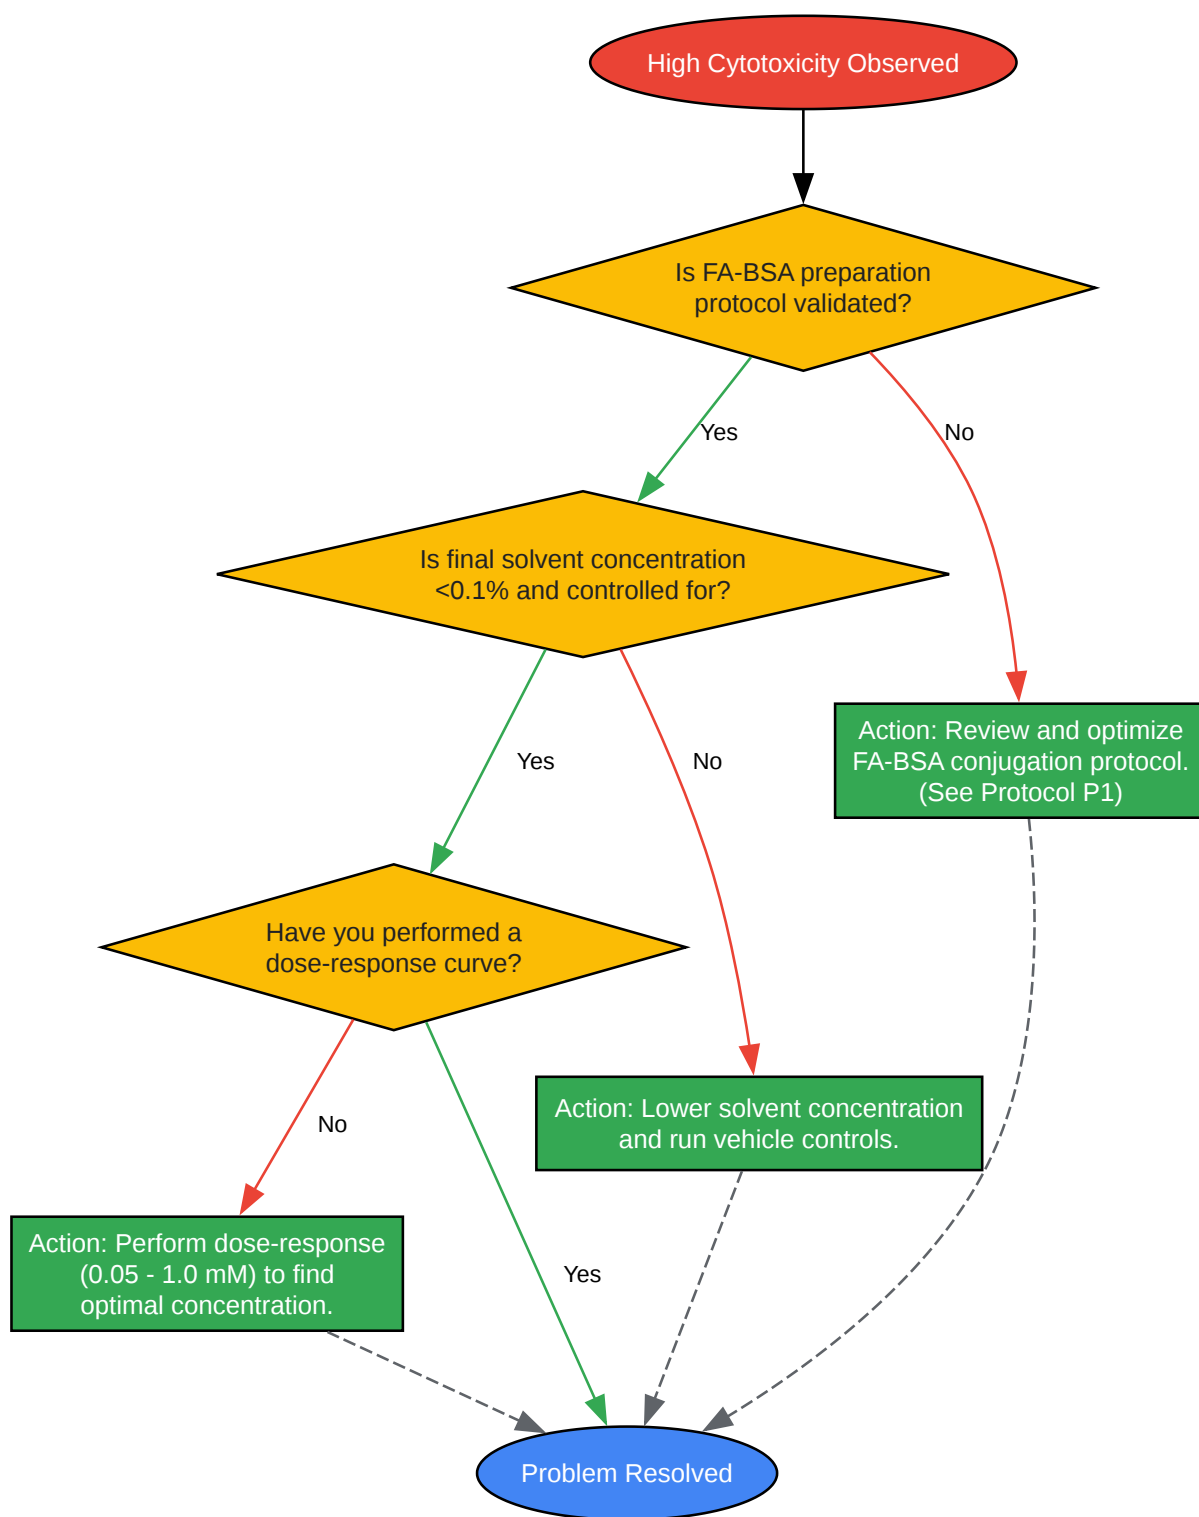 High Cytotoxicity Observed
Is FA-BSA preparation
protocol validated?
Yes
No
Is final solvent concentration
<0.1% and controlled for?
Yes
No
Action: Review and optimize
FA-BSA conjugation protocol.
(See Protocol P1)
Have you performed a
dose-response curve?
No
Yes
Action: Lower solvent concentration
and run vehicle controls.
Action: Perform dose-response
(0.05 - 1.0 mM) to find
optimal concentration.
Problem Resolved